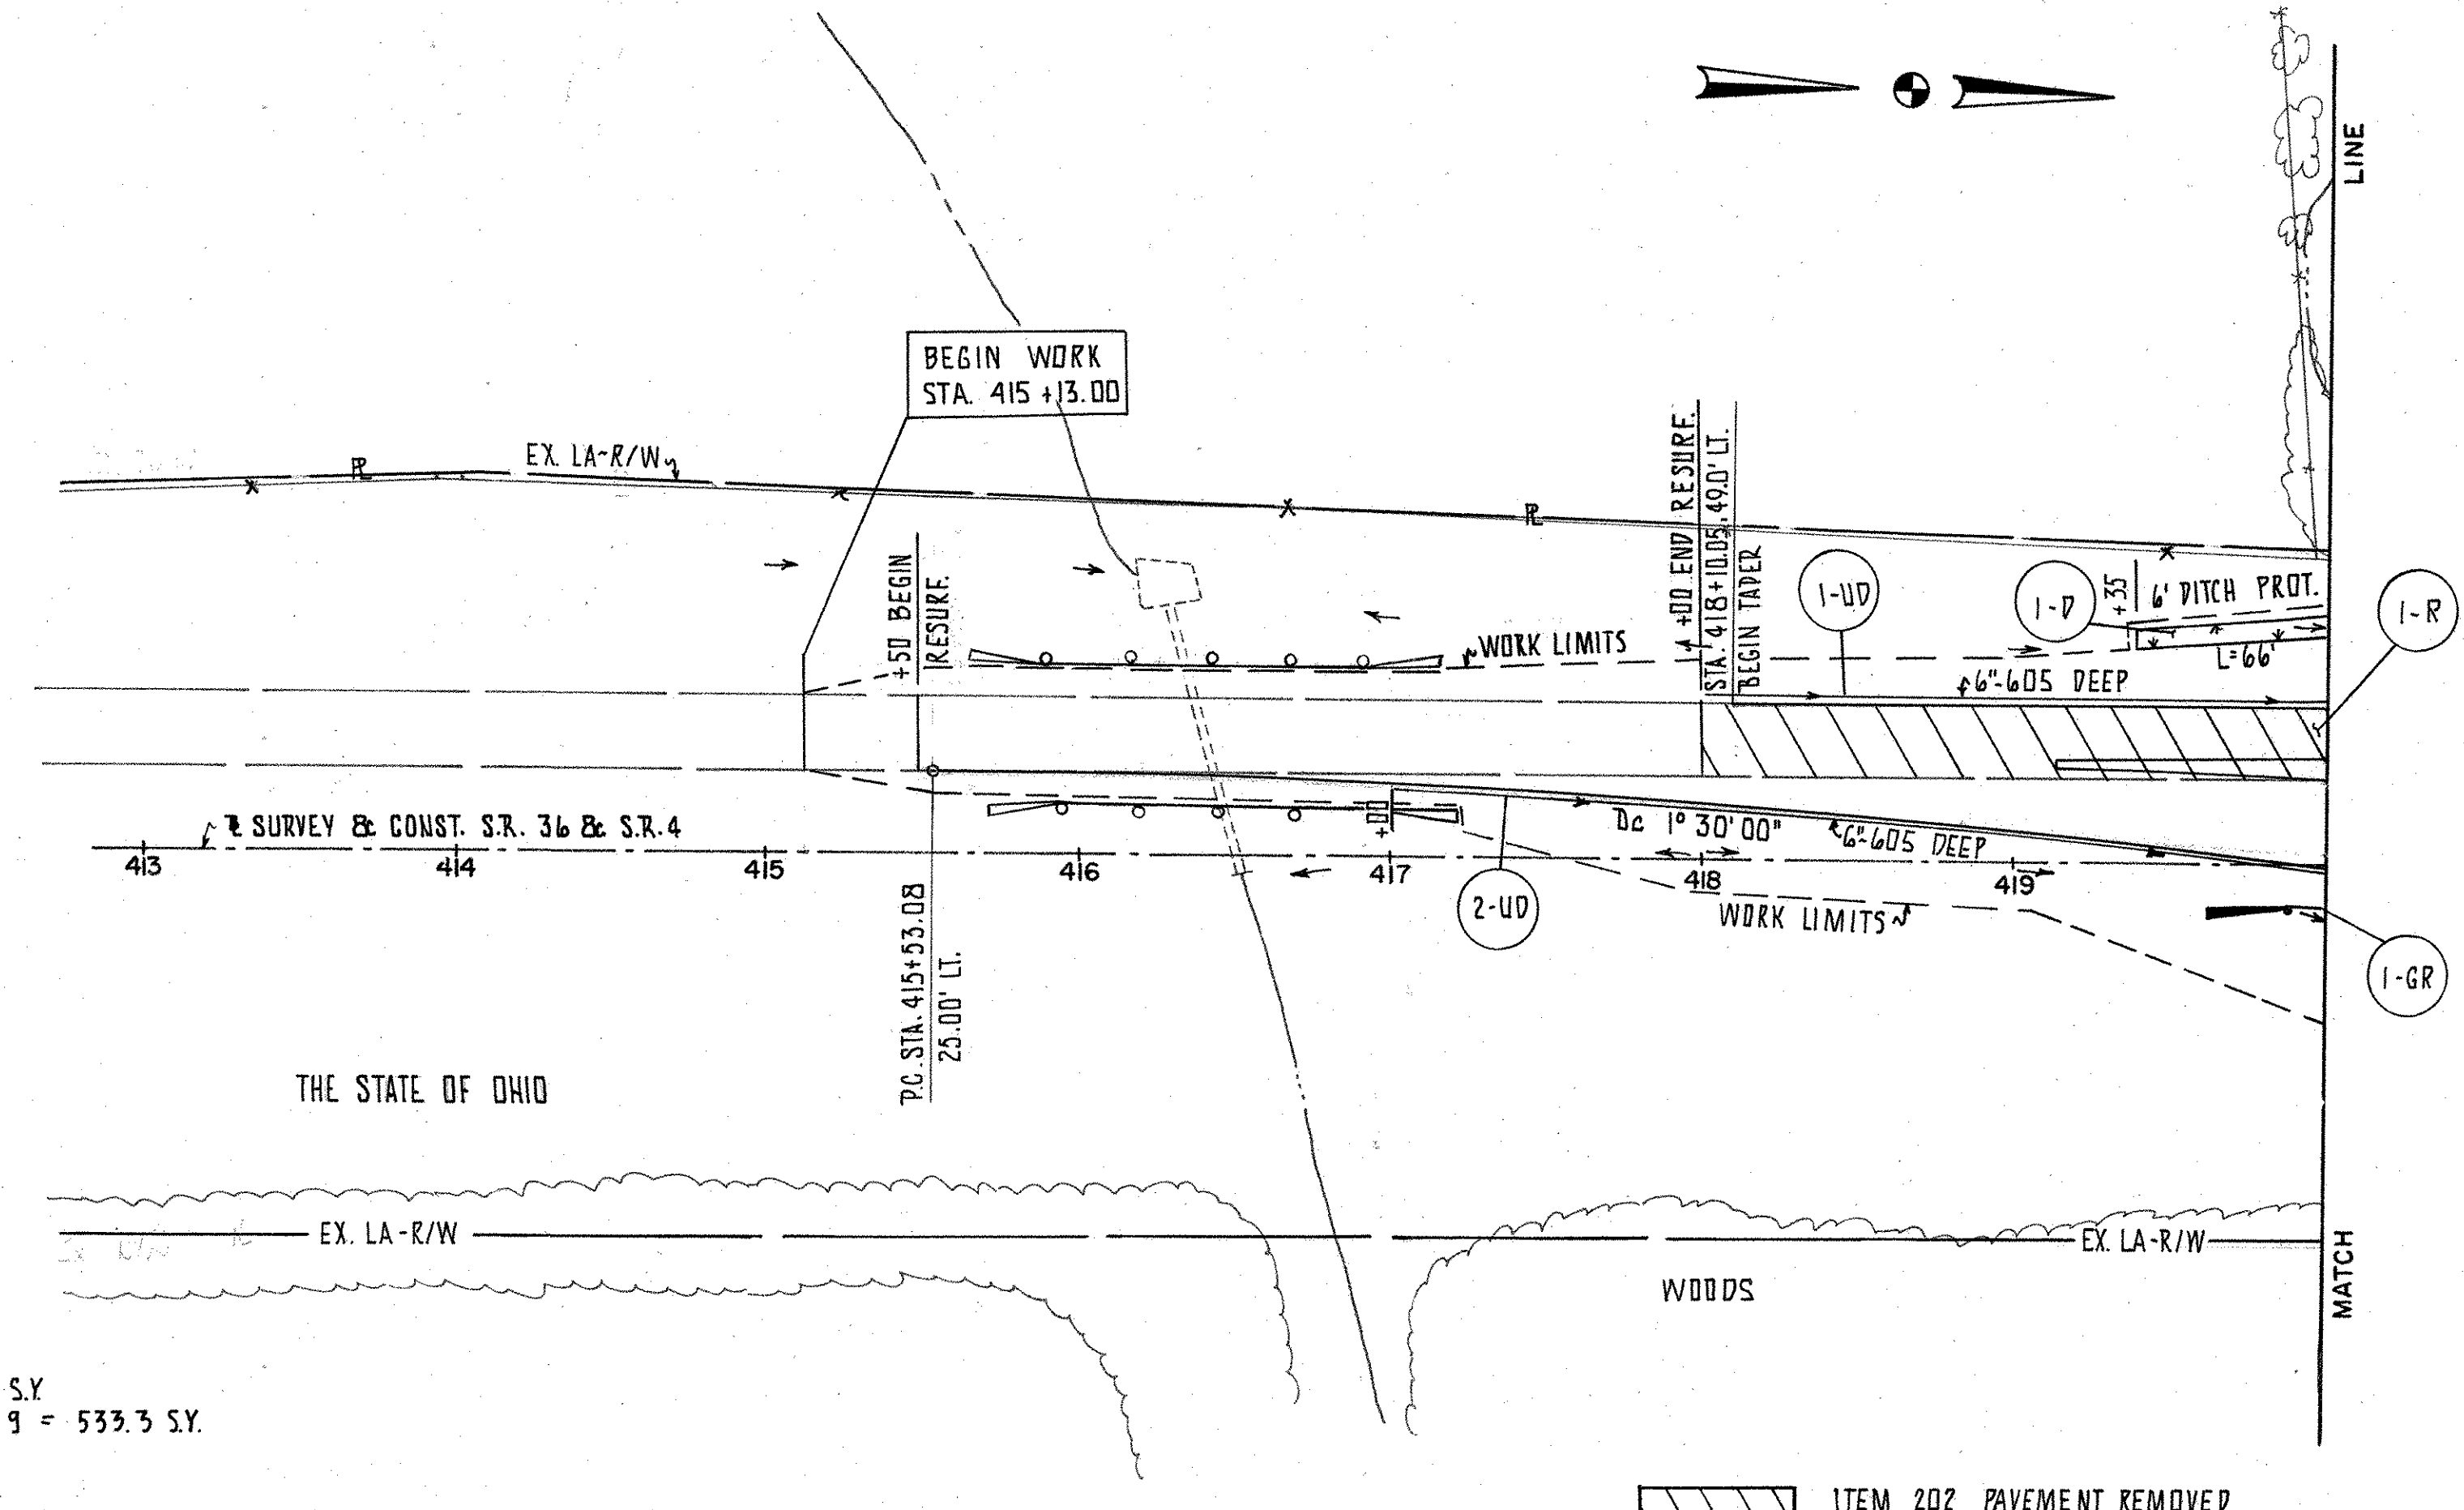 LINE
BEGIN WORK
STA. 415+13.00
EX. LA-R/W
PL
PL
+50 BEGIN
RESURF.
+00 END RESURF.
STA. 418+10.05, 49.0' LT.
BEGIN TAPER
1-UD
1-D
+35
6' DITCH PROT.
1-R
L=66'
WORK LIMITS
6"-605 DEEP
SURVEY & CONST. S.R. 36 & S.R. 4
Dc 1° 30' 00"
6"-605 DEEP
413
414
415
416
417
418
419
2-UD
WORK LIMITS
1-GR
P.C. STA. 415+53.08
25.00' LT.
THE STATE OF OHIO
EX. LA-R/W
EX. LA-R/W
WOODS
MATCH
S.Y.
9 = 533.3 S.Y.
ITEM 202 PAVEMENT REMOVED